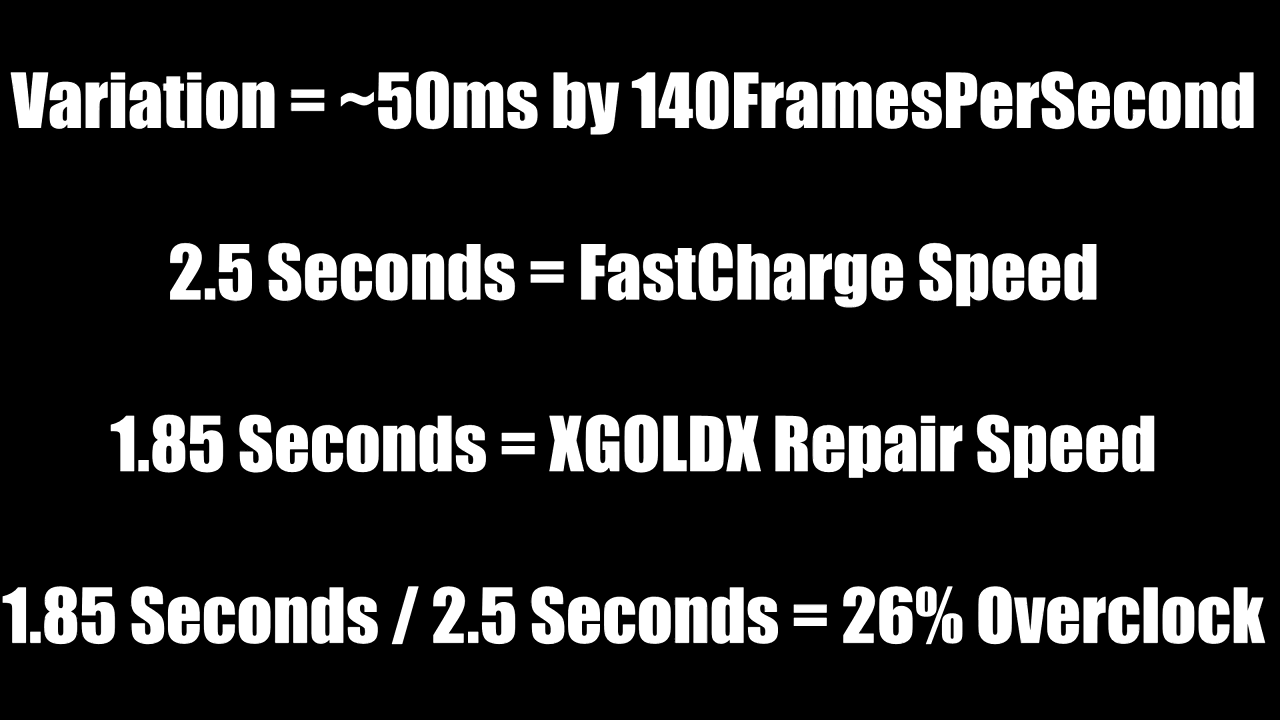 Variation = ~50ms by 140FramesPerSecond
2.5 Seconds = FastCharge Speed
1.85 Seconds = XGOLDX Repair Speed
1.85 Seconds / 2.5 Seconds = 26% Overclock